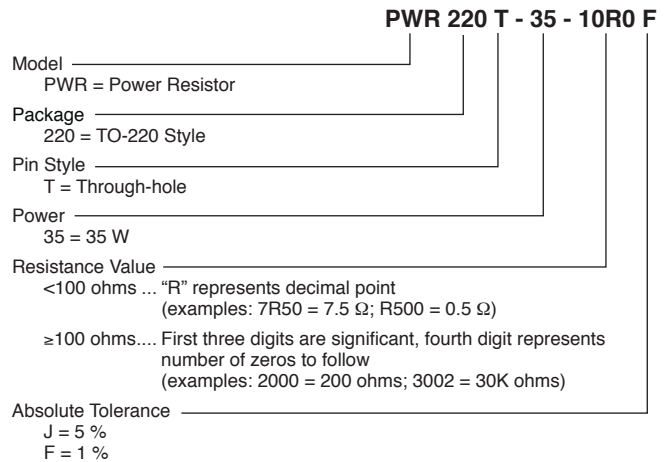 PWR 220 T - 35 - 10R0 F
Model
PWR = Power Resistor
Package
220 = TO-220 Style
Pin Style
T = Through-hole
Power
35 = 35 W
Resistance Value
<100 ohms ... “R” represents decimal point
(examples: 7R50 = 7.5 Ω; R500 = 0.5 Ω)
≥100 ohms.... First three digits are significant, fourth digit represents
number of zeros to follow
(examples: 2000 = 200 ohms; 3002 = 30K ohms)
Absolute Tolerance
J = 5 %
F = 1 %